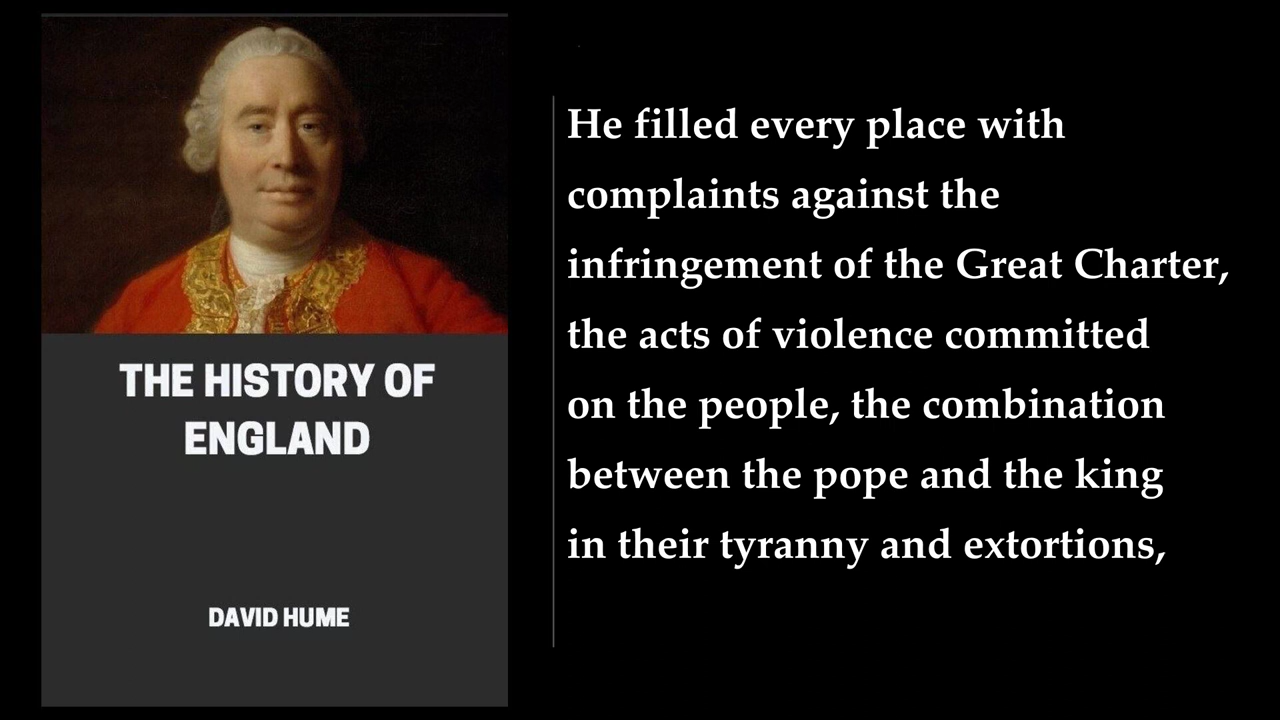 THE HISTORY OF
ENGLAND
DAVID HUME
He filled every place with
complaints against the
infringement of the Great Charter,
the acts of violence committed
on the people, the combination
between the pope and the king
in their tyranny and extortions,